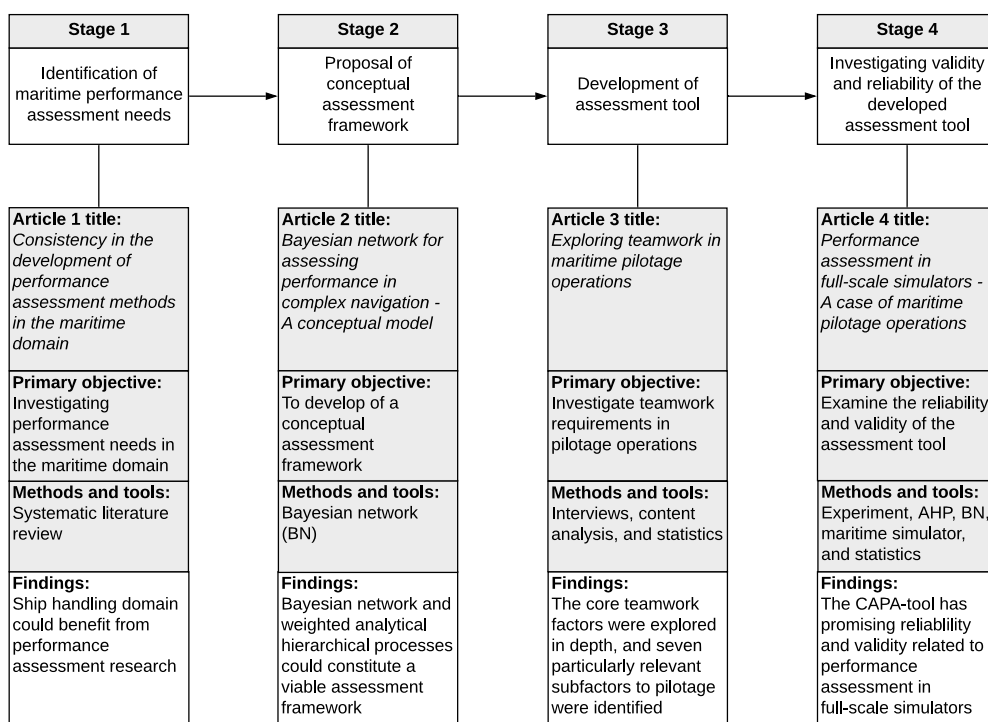 Stage 1
Identification of
maritime performance
assessment needs
Stage 2
Proposal of
conceptual
assessment
framework
Stage 3
Development of
assessment tool
Stage 4
Investigating validity
and reliability of the
developed
assessment tool
Article 1 title:
Consistency in the
development of
performance
assessment methods
in the maritime
domain
Primary objective:
Investigating
performance
assessment needs in
the maritime domain
Methods and tools:
Systematic literature
review
Findings:
Ship handling domain
could benefit from
performance
assessment research
Article 2 title:
Bayesian network for
assessing
performance in
complex navigation -
A conceptual model
Primary objective:
To develop of a
conceptual
assessment
framework
Methods and tools:
Bayesian network
(BN)
Findings:
Bayesian network and
weighted analytical
hierarchical processes
could constitute a
viable assessment
framework
Article 3 title:
Exploring teamwork in
maritime pilotage
operations
Primary objective:
Investigate teamwork
requirements in
pilotage operations
Methods and tools:
Interviews, content
analysis, and statistics
Findings:
The core teamwork
factors were explored
in depth, and seven
particularly relevant
subfactors to pilotage
were identified
Article 4 title:
Performance
assessment in
full-scale simulators -
A case of maritime
pilotage operations
Primary objective:
Examine the reliability
and validity of the
assessment tool
Methods and tools:
Experiment, AHP, BN,
maritime simulator,
and statistics
Findings:
The CAPA-tool has
promising reliability
and validity related to
performance
assessment in
full-scale simulators